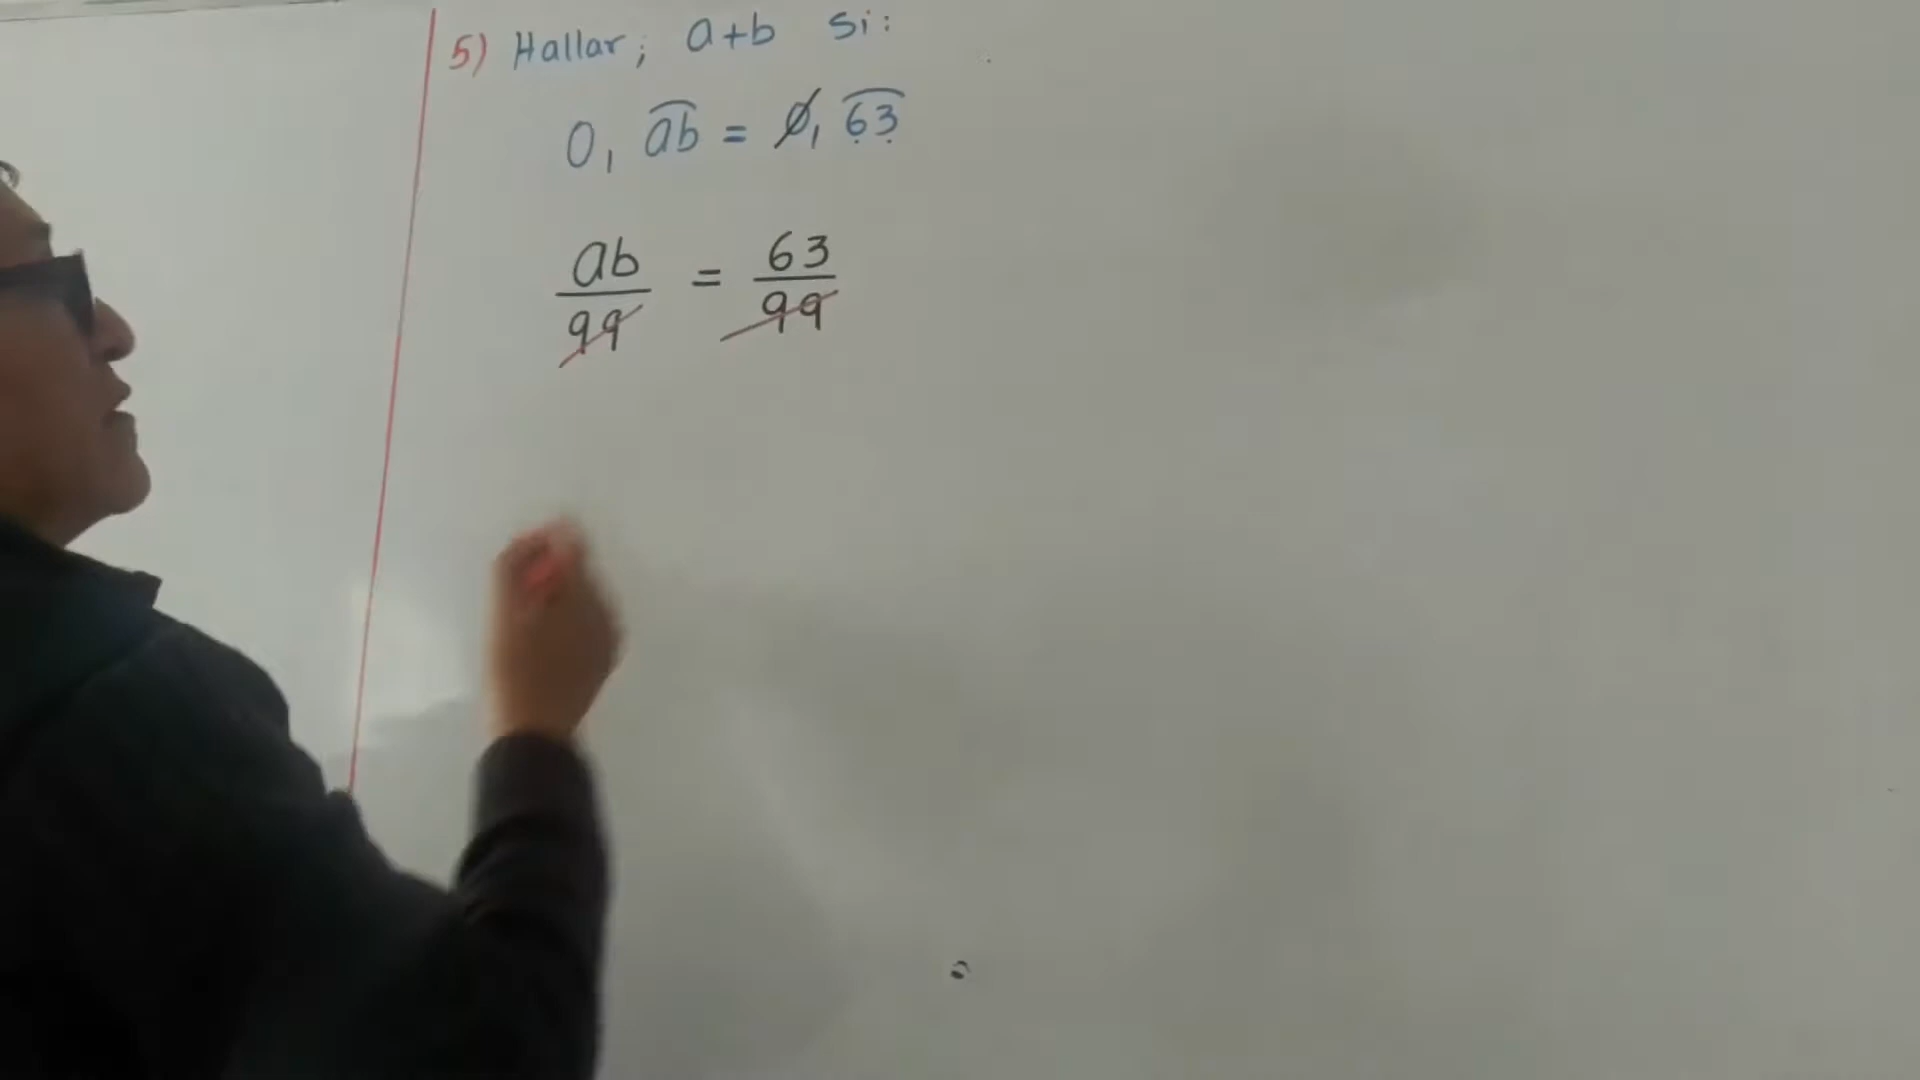 5) Hallar; a+b si:
0, ab = 0, 63
ab = 63
99 99